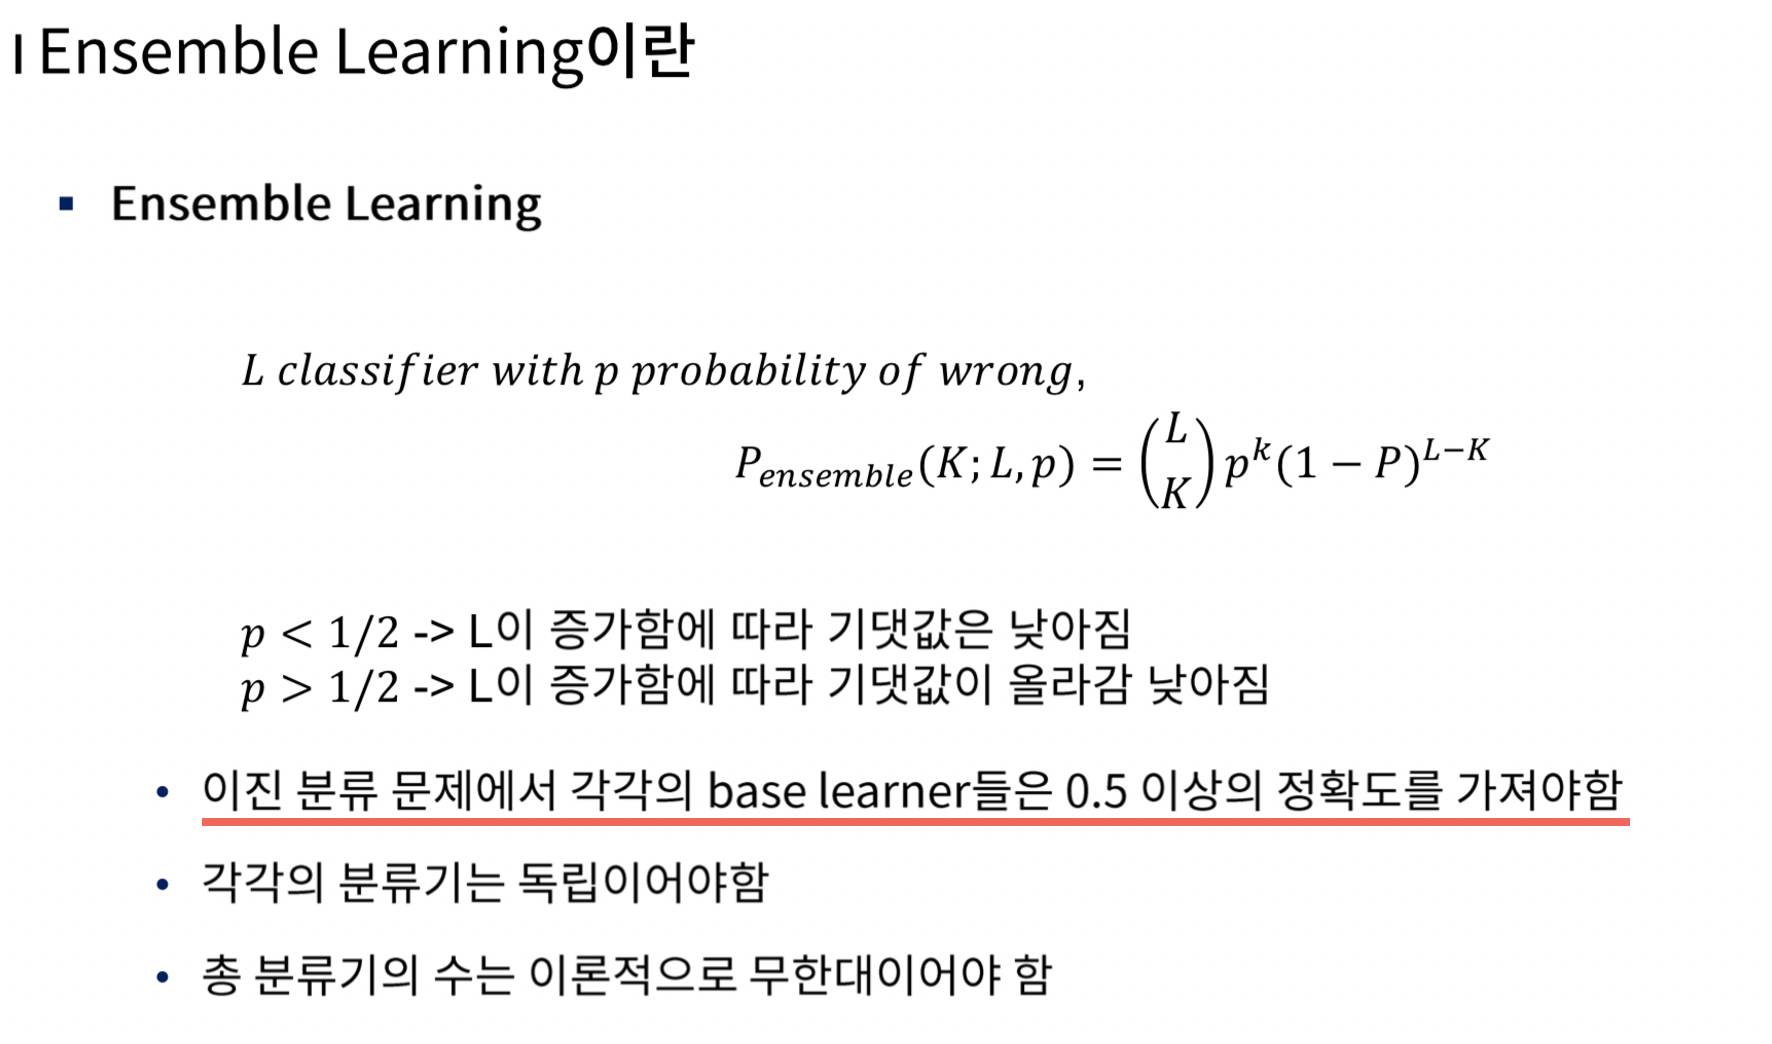 I Ensemble Learning이란
▪ Ensemble Learning
L classifier with p probability of wrong,
P_{ensemble}(K; L, p) = \binom{L}{K} p^k (1 − P)^{L−K}
p < 1/2 -> L이 증가함에 따라 기댓값은 낮아짐
p > 1/2 -> L이 증가함에 따라 기댓값이 올라감 낮아짐
• 이진 분류 문제에서 각각의 base learner들은 0.5 이상의 정확도를 가져야함
• 각각의 분류기는 독립이어야함
• 총 분류기의 수는 이론적으로 무한대이어야 함